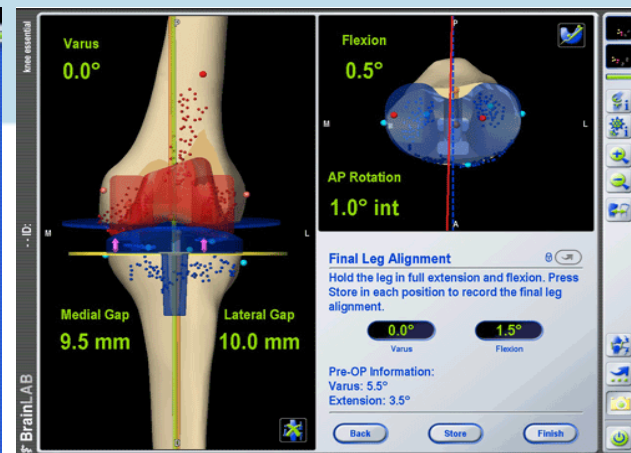 knee essential
- - ID:
BrainLAB
Varus
0.0°
M
L
Medial Gap
9.5 mm
Lateral Gap
10.0 mm
Flexion
0.5°
P
M
L
AP Rotation
1.0° int
A
Final Leg Alignment
Hold the leg in full extension and flexion. Press
Store in each position to record the final leg
alignment.
0.0°
1.5°
Varus
Flexion
Pre-OP Information:
Varus: 5.5°
Extension: 3.5°
Back
Store
Finish